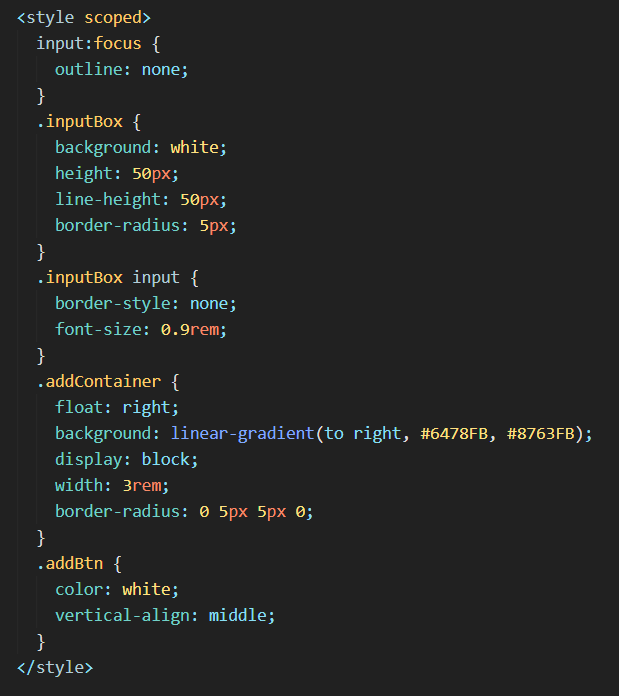 <style scoped>
input:focus {
outline: none;
}
.inputBox {
background: white;
height: 50px;
line-height: 50px;
border-radius: 5px;
}
.inputBox input {
border-style: none;
font-size: 0.9rem;
}
.addContainer {
float: right;
background: linear-gradient(to right, #6478FB, #8763FB);
display: block;
width: 3rem;
border-radius: 0 5px 5px 0;
}
.addBtn {
color: white;
vertical-align: middle;
}
</style>